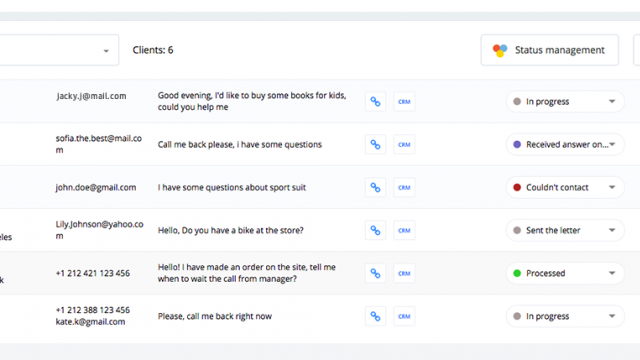 Clients: 6
Status management
jacky.j@mail.com
Good evening, I'd like to buy some books for kids,
could you help me
CRM
In progress
sofia.the.best@mail.co
m
Call me back please, i have some questions
CRM
Received answer on...
john.doe@gmail.com
I have some questions about sport suit
CRM
Couldn't contact
Lily.Johnson@yahoo.co
m
eles
Hello, Do you have a bike at the store?
CRM
Sent the letter
k
+1 212 421 123 456
Hello! I have made an order on the site, tell me
when to wait the call from manager?
CRM
Processed
+1 212 388 123 456
kate.k@gmail.com
Please, call me back right now
CRM
In progress